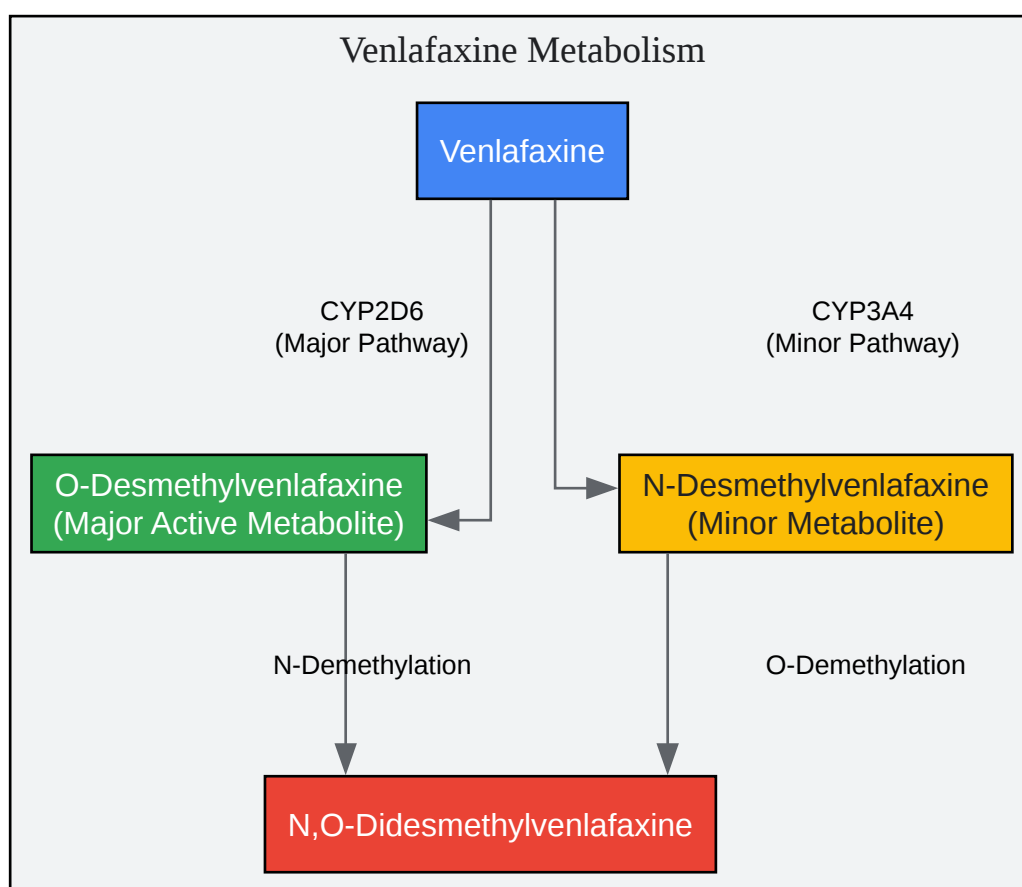 Venlafaxine Metabolism
Venlafaxine
CYP2D6
(Major Pathway)
CYP3A4
(Minor Pathway)
O-Desmethylvenlafaxine
(Major Active Metabolite)
N-Desmethylvenlafaxine
(Minor Metabolite)
N-Demethylation
O-Demethylation
N,O-Didesmethylvenlafaxine